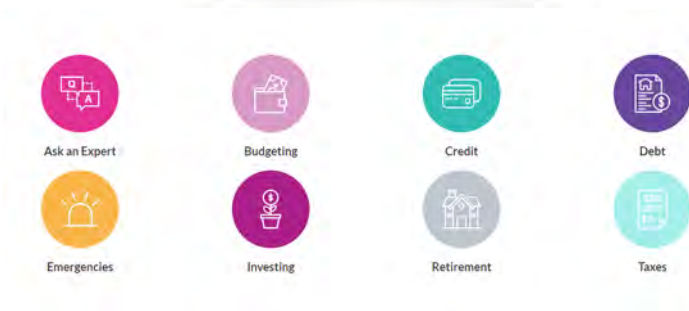 Q
A
Ask an Expert
Budgeting
Credit
$
Debt
Emergencies
$
Investing
Retirement
Taxes